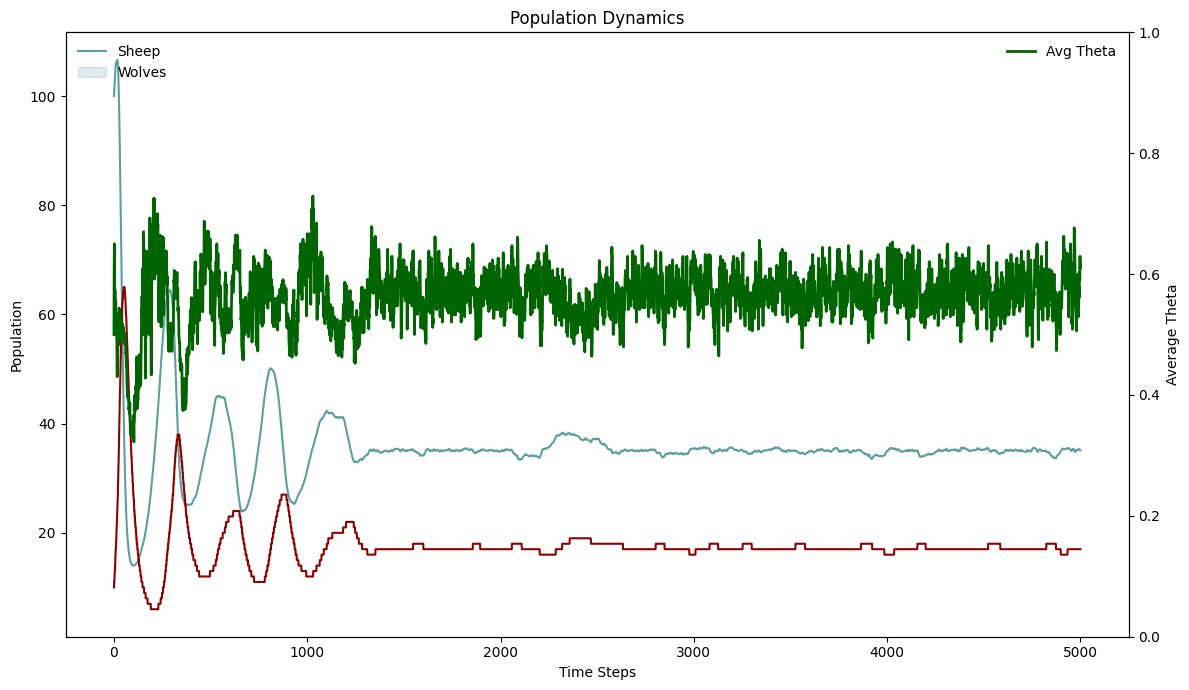 Population Dynamics
Sheep
Wolves
Avg Theta
Population
100
80
60
40
20
1.0
0.8
0.6
0.4
0.2
0.0
Average Theta
0
1000
2000
3000
4000
5000
Time Steps